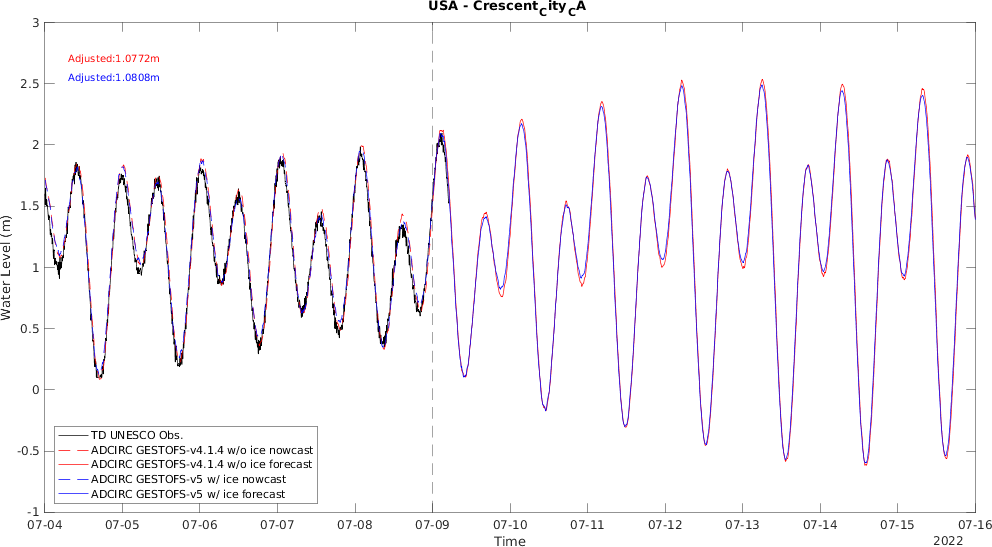 USA - Crescent_City_CA
3
2.5
2
1.5
1
0.5
0
-0.5
-1
Water Level (m)
Adjusted:1.0772m
Adjusted:1.0808m
TD UNESCO Obs.
ADCIRC GESTOFS-v4.1.4 w/o ice nowcast
ADCIRC GESTOFS-v4.1.4 w/o ice forecast
ADCIRC GESTOFS-v5 w/ ice nowcast
ADCIRC GESTOFS-v5 w/ ice forecast
07-04 07-05 07-06 07-07 07-08 07-09 07-10 07-11 07-12 07-13 07-14 07-15 07-16
Time
2022